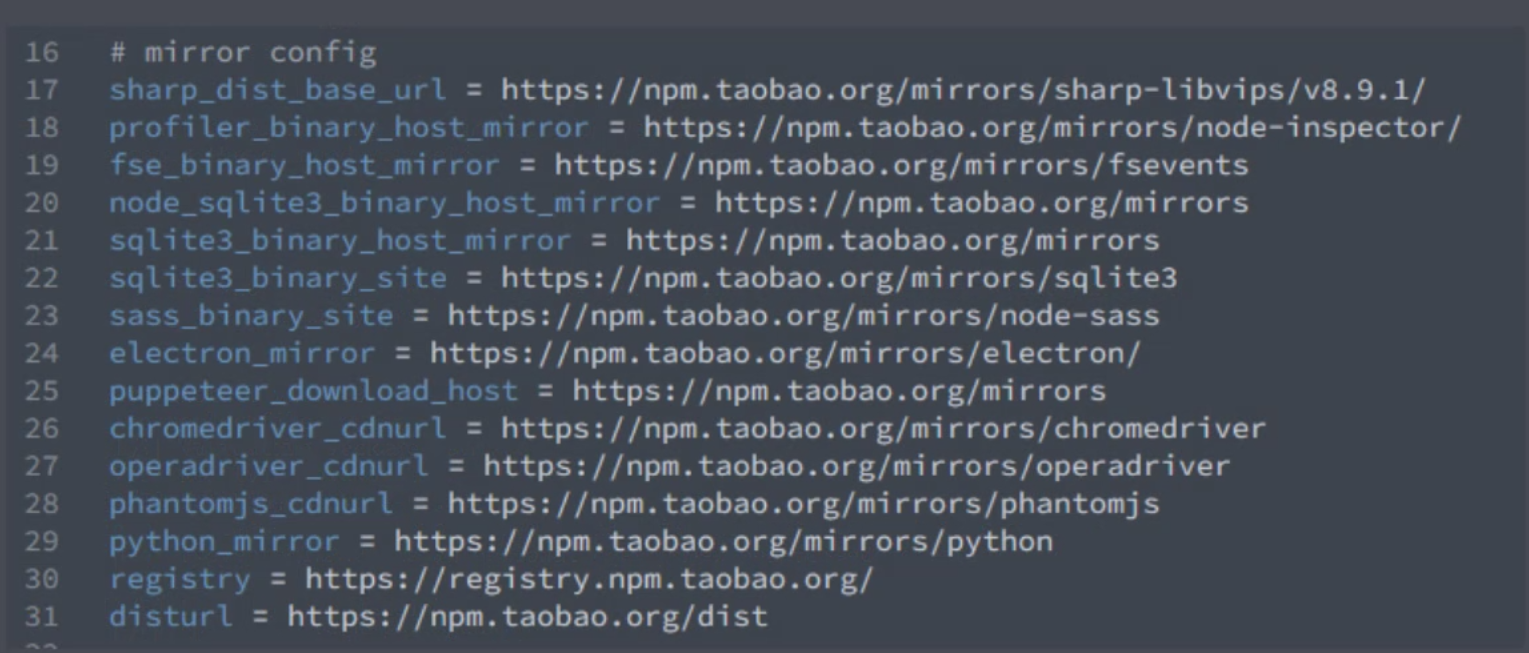 16 # mirror config
17 sharp_dist_base_url = https://npm.taobao.org/mirrors/sharp-libvips/v8.9.1/
18 profiler_binary_host_mirror = https://npm.taobao.org/mirrors/node-inspector/
19 fse_binary_host_mirror = https://npm.taobao.org/mirrors/fsevents
20 node_sqlite3_binary_host_mirror = https://npm.taobao.org/mirrors
21 sqlite3_binary_host_mirror = https://npm.taobao.org/mirrors
22 sqlite3_binary_site = https://npm.taobao.org/mirrors/sqlite3
23 sass_binary_site = https://npm.taobao.org/mirrors/node-sass
24 electron_mirror = https://npm.taobao.org/mirrors/electron/
25 puppeteer_download_host = https://npm.taobao.org/mirrors
26 chromedriver_cdnurl = https://npm.taobao.org/mirrors/chromedriver
27 operadriver_cdnurl = https://npm.taobao.org/mirrors/operadriver
28 phantomjs_cdnurl = https://npm.taobao.org/mirrors/phantomjs
29 python_mirror = https://npm.taobao.org/mirrors/python
30 registry = https://registry.npm.taobao.org/
31 disturl = https://npm.taobao.org/dist